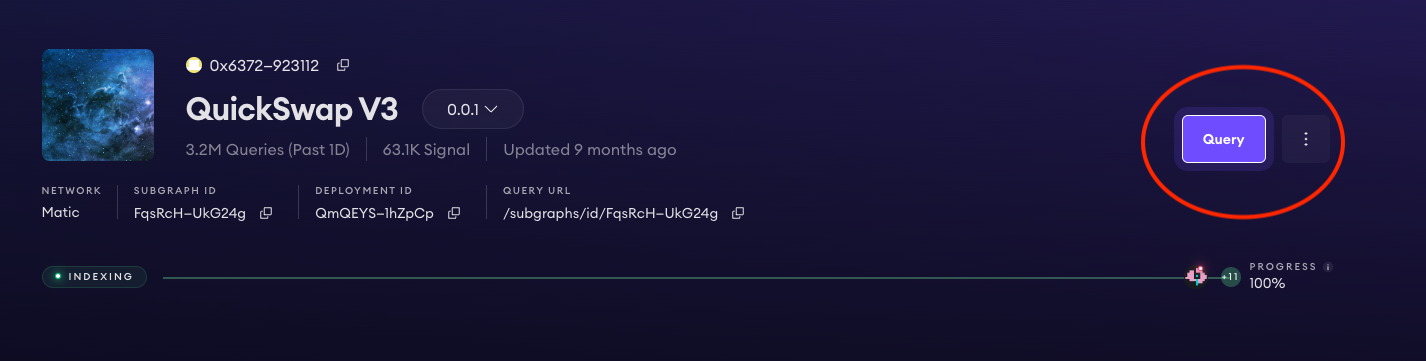 0x6372–923112
QuickSwap V3
0.0.1
3.2M Queries (Past 1D)
63.1K Signal
Updated 9 months ago
Query
NETWORK
Matic
SUBGRAPH ID
FqsRcH–UkG24g
DEPLOYMENT ID
QmQEYS–1hZpCp
QUERY URL
/subgraphs/id/FqsRcH–UkG24g
INDEXING
+11
PROGRESS
100%